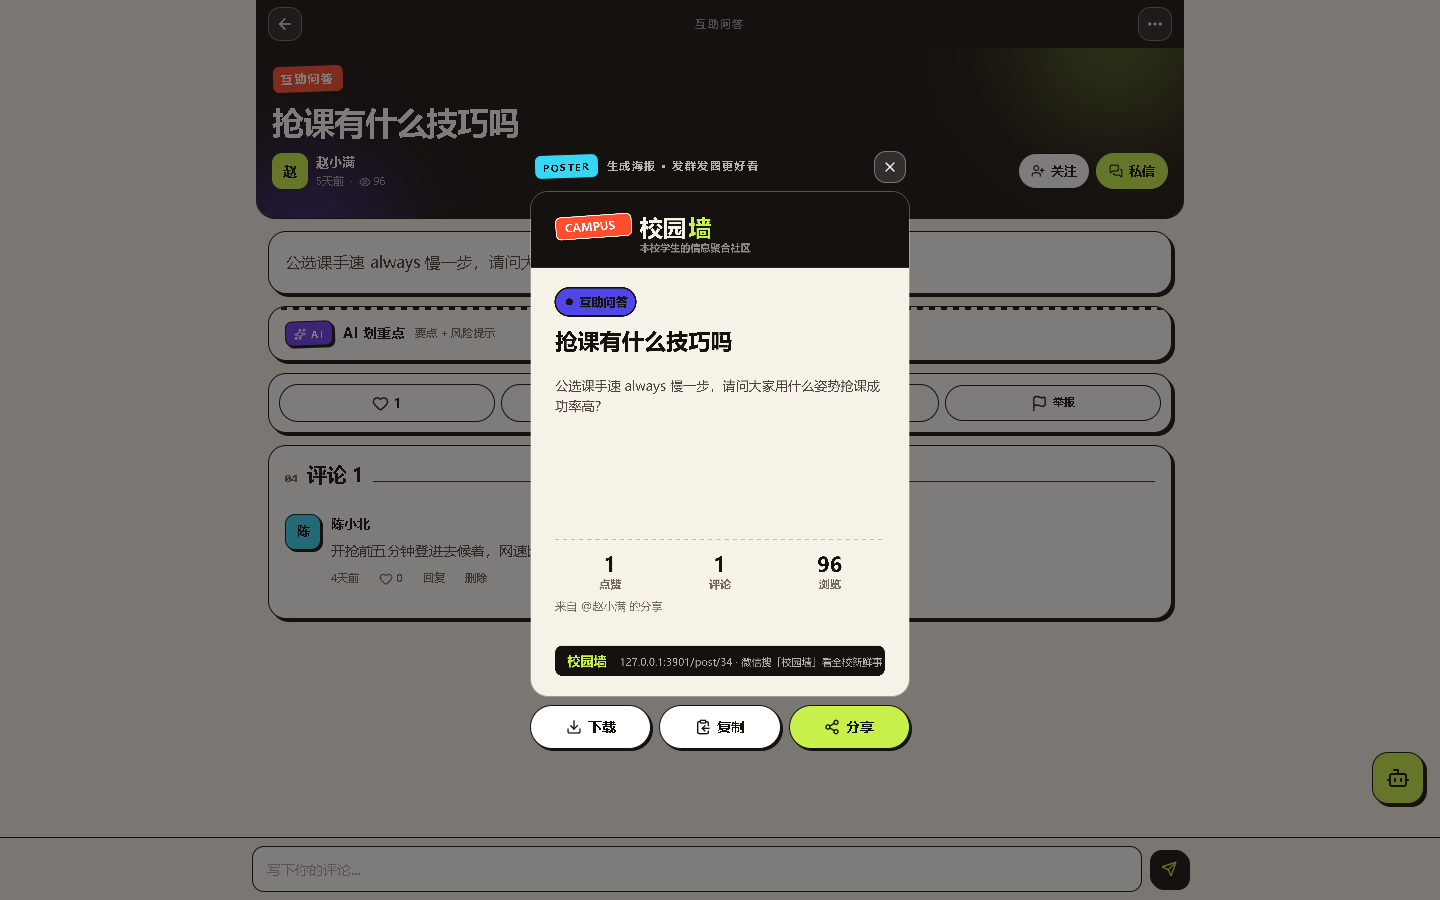 互助问答
互助问答
抢课有什么技巧吗
赵
赵小满
5天前 · 96
关注
私信
POSTER
生成海报 • 发群发圈更好看
CAMPUS
校园墙
本校学生的信息聚合社区
互助问答
抢课有什么技巧吗
公选课手速 always 慢一步，请问大家用什么姿势抢课成
功率高？
1
点赞
1
评论
96
浏览
来自 @赵小满 的分享
校园墙
127.0.0.1:3901/post/34 · 微信搜「校园墙」看全校新鲜事
下载
复制
分享
公选课手速 always 慢一步，请问大
AI
AI 划重点
要点 + 风险提示
1
举报
04
评论 1
陈
陈小北
开抢前五分钟登进去候着，网速
4天前
0
回复
删除
写下你的评论...